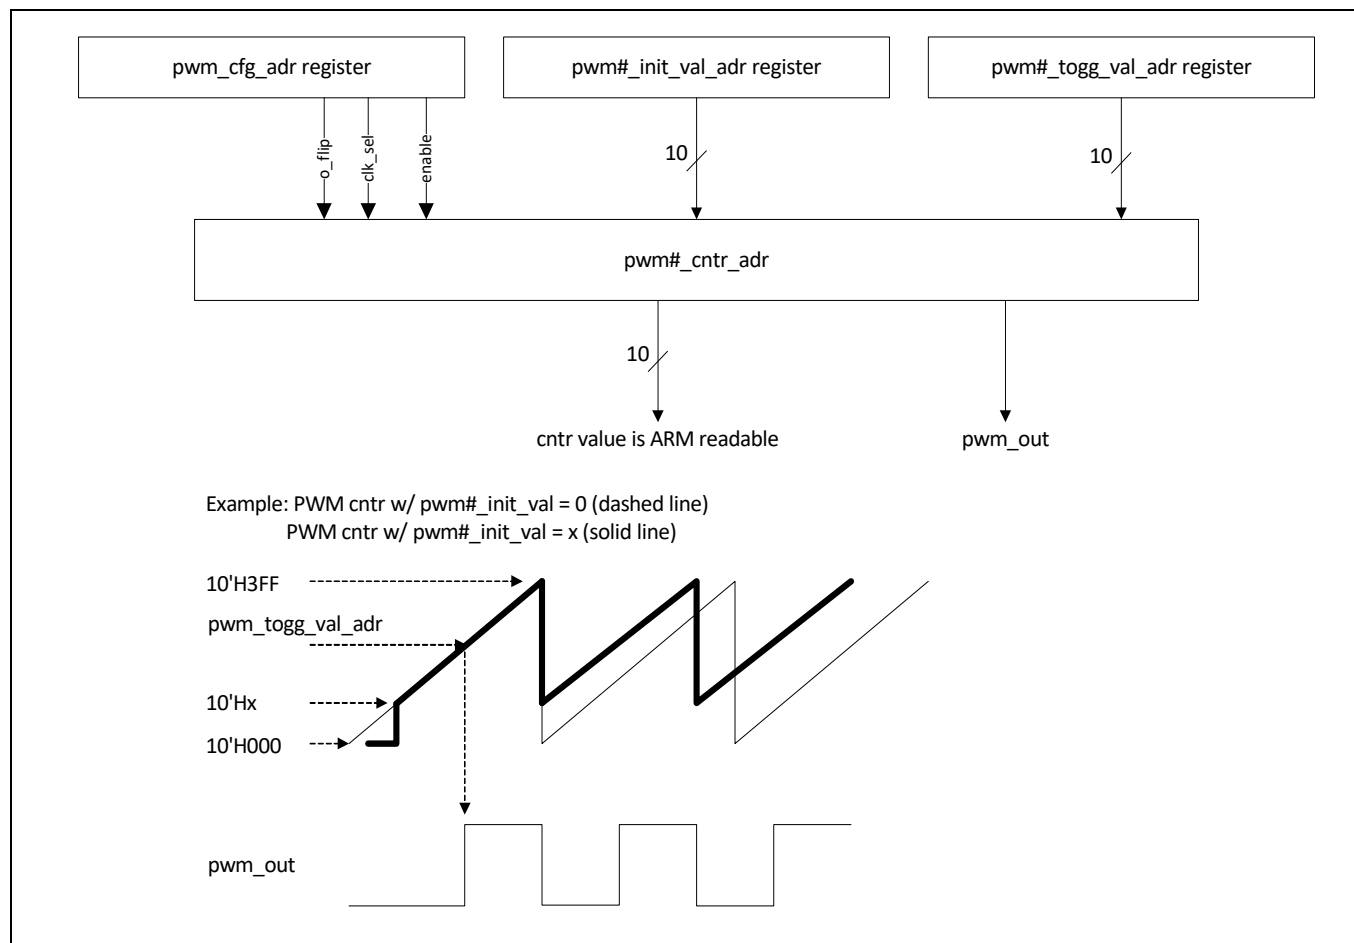 pwm_cfg_adr register
pwm#_init_val_adr register
pwm#_togg_val_adr register
o_flip
clk_sel
enable
10
10
pwm#_cntr_adr
10
cntr value is ARM readable
pwm_out
Example: PWM cntr w/ pwm#_init_val = 0 (dashed line)
PWM cntr w/ pwm#_init_val = x (solid line)
10'H3FF
pwm_togg_val_adr
10'Hx
10'H000
pwm_out